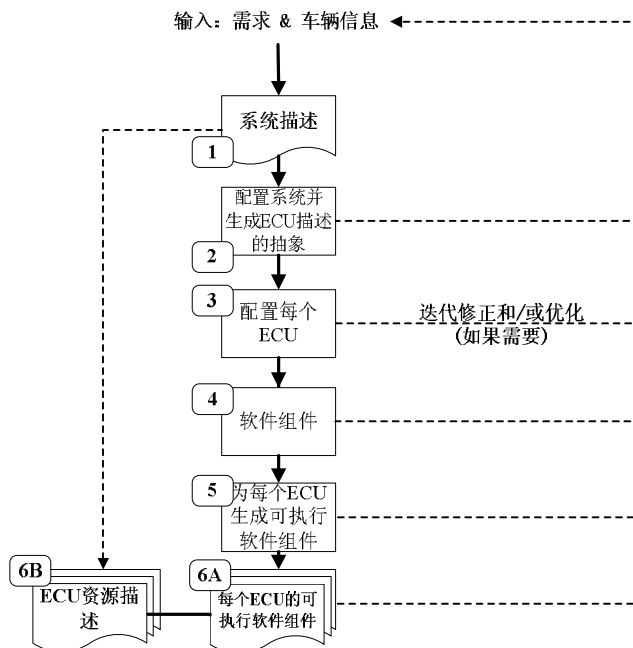 输入：需求 & 车辆信息
系统描述
1
配置系统并
生成ECU描述
的抽象
2
3
配置每个
ECU
迭代修正和/或优化
(如果需要)
4
软件组件
5
为每个ECU
生成可执行
软件组件
6B
ECU资源描
述
6A
每个ECU的可
执行软件组件